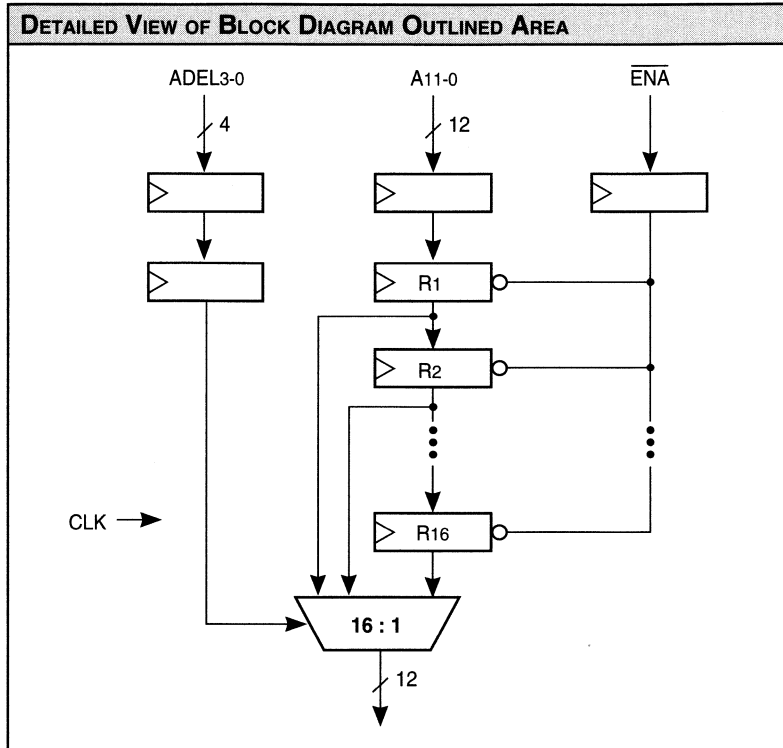 DETAILED VIEW OF BLOCK DIAGRAM OUTLINED AREA
ADEL3-0
A11-0
ENA
4
12
R1
R2
CLK
R16
16 : 1
12